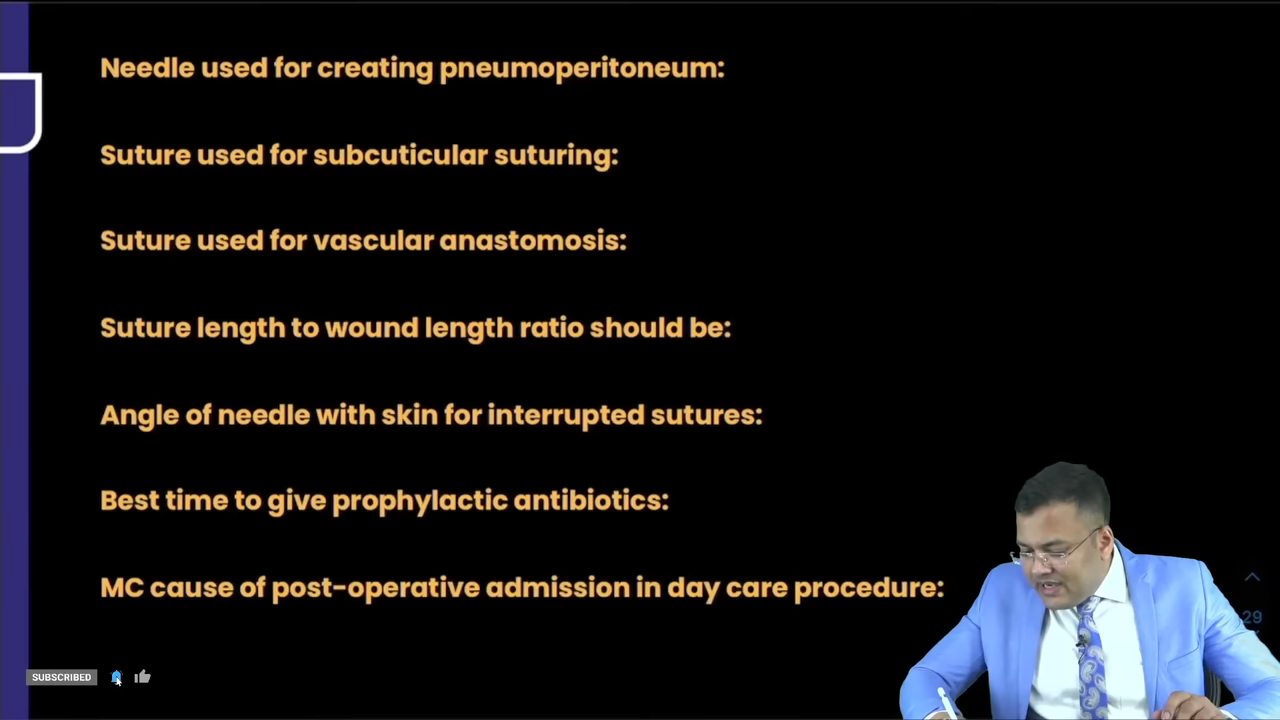 Needle used for creating pneumoperitoneum:
Suture used for subcuticular suturing:
Suture used for vascular anastomosis:
Suture length to wound length ratio should be:
Angle of needle with skin for interrupted sutures:
Best time to give prophylactic antibiotics:
MC cause of post-operative admission in day care procedure:
29
SUBSCRIBED